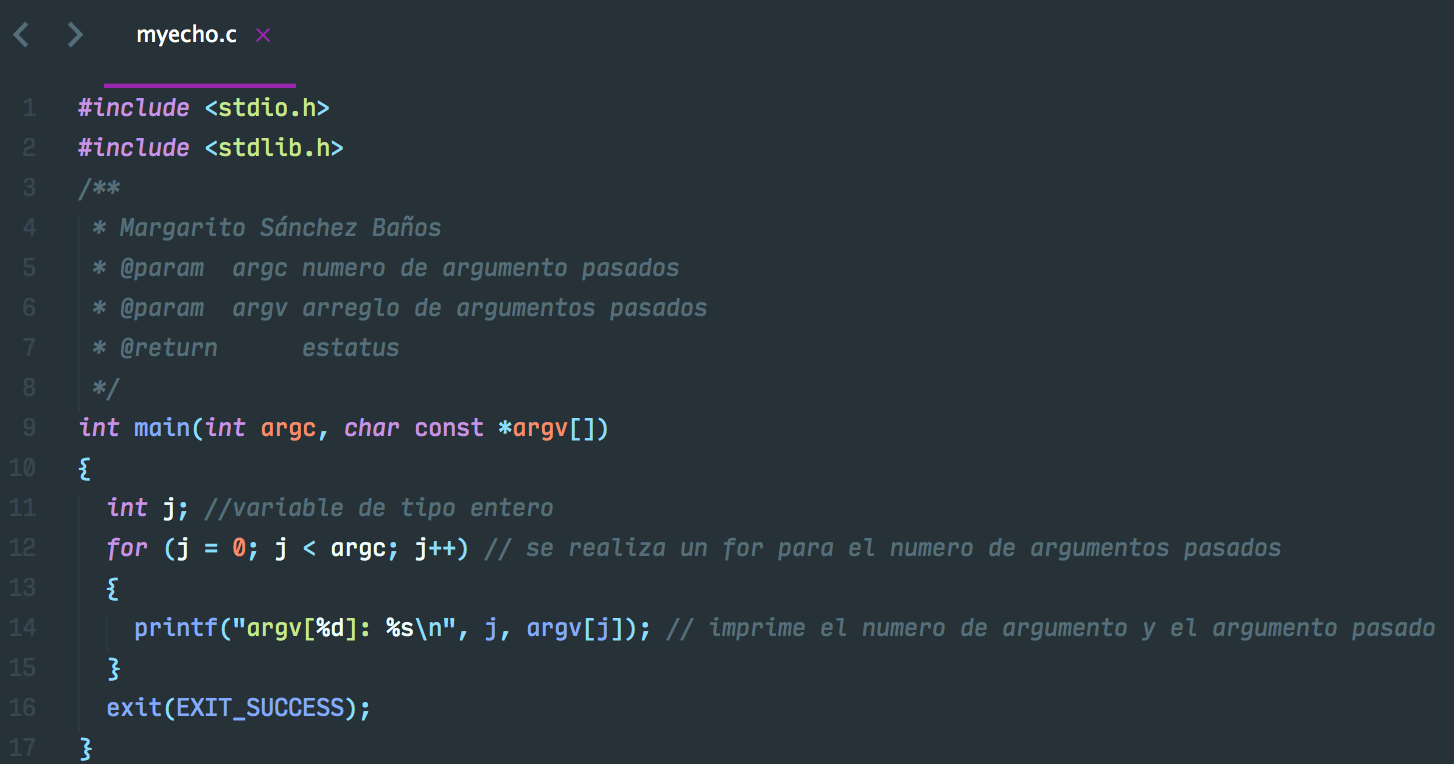 myecho.c ×
1 #include <stdio.h>
2 #include <stdlib.h>
3 /**
4  * Margarito Sánchez Baños
5  * @param  argc numero de argumento pasados
6  * @param  argv arreglo de argumentos pasados
7  * @return      estatus
8  */
9 int main(int argc, char const *argv[])
10 {
11   int j; //variable de tipo entero
12   for (j = 0; j < argc; j++) // se realiza un for para el numero de argumentos pasados
13   {
14     printf("argv[%d]: %s\n", j, argv[j]); // imprime el numero de argumento y el argumento pasado
15   }
16   exit(EXIT_SUCCESS);
17 }